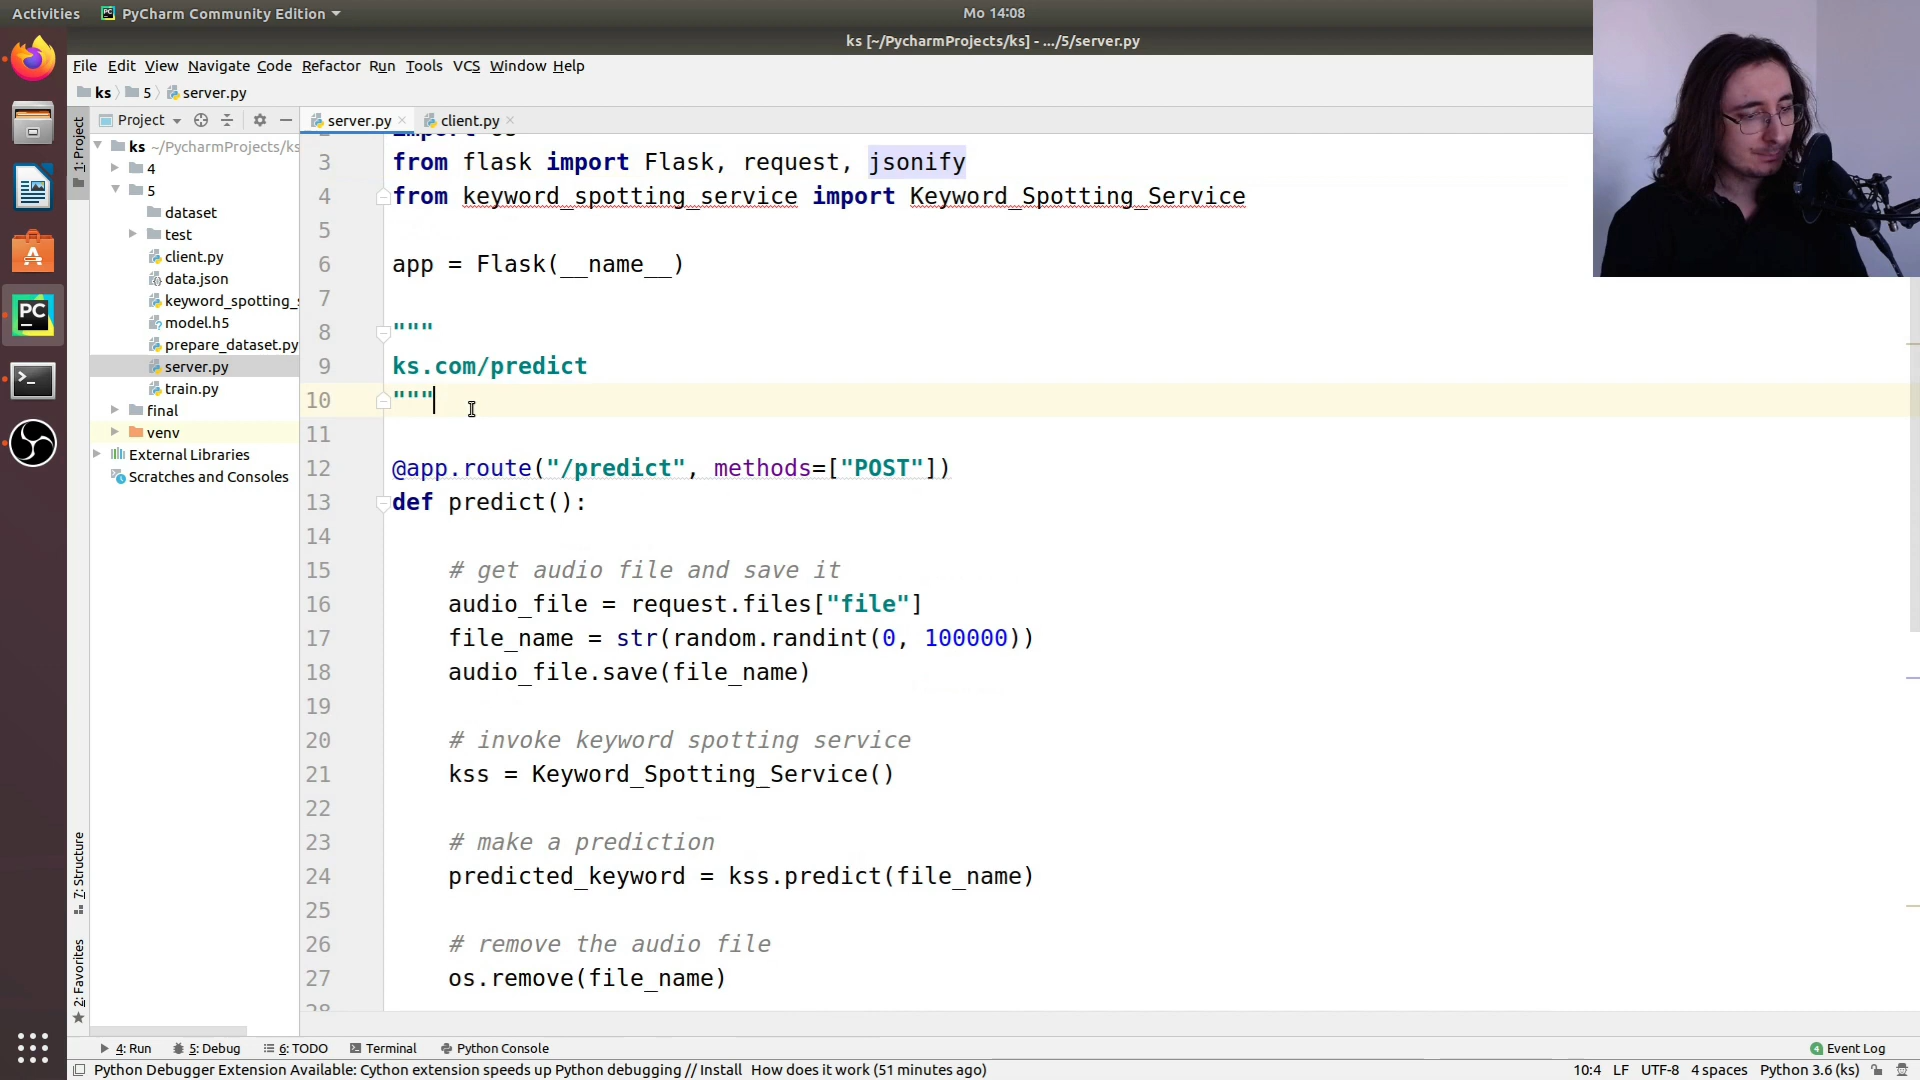 Activities
PyCharm Community Edition
Mo 14:08
ks [~/PycharmProjects/ks] - .../5/server.py
File Edit View Navigate Code Refactor Run Tools VCS Window Help
ks 5 server.py
Project
server.py
client.py
1: Project
ks ~/PycharmProjects/ks
4
5
dataset
test
client.py
data.json
keyword_spotting_s
model.h5
prepare_dataset.py
server.py
train.py
final
venv
External Libraries
Scratches and Consoles
import os
3 from flask import Flask, request, jsonify
4 from keyword_spotting_service import Keyword_Spotting_Service
5
6 app = Flask(__name__)
7
8 """
9 ks.com/predict
10 """
11
12 @app.route("/predict", methods=["POST"])
13 def predict():
14
15 # get audio file and save it
16 audio_file = request.files["file"]
17 file_name = str(random.randint(0, 100000))
18 audio_file.save(file_name)
19
20 # invoke keyword spotting service
21 kss = Keyword_Spotting_Service()
22
23 # make a prediction
24 predicted_keyword = kss.predict(file_name)
25
26 # remove the audio file
27 os.remove(file_name)
28
7: Structure
2: Favorites
4: Run 5: Debug 6: TODO Terminal Python Console
4 Event Log
Python Debugger Extension Available: Cython extension speeds up Python debugging // Install How does it work (51 minutes ago)
10:4 LF UTF-8 4 spaces Python 3.6 (ks)
PC